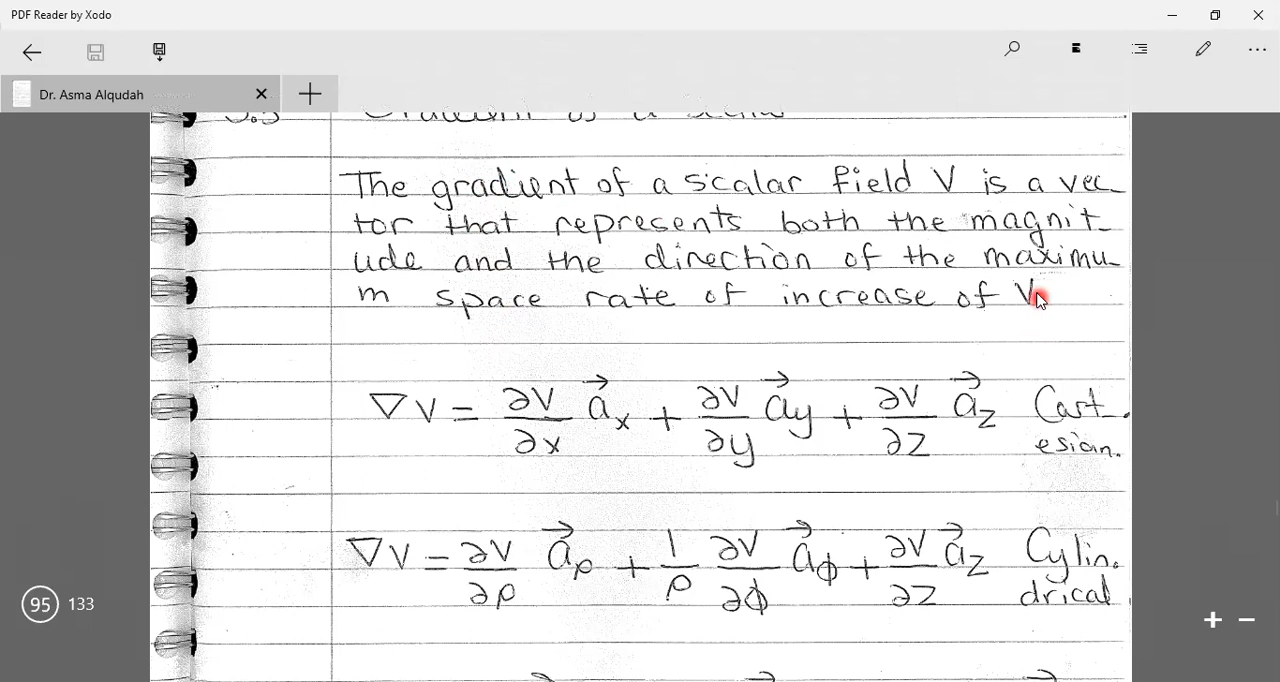 PDF Reader by Xodo
Dr. Asma Alqudah
The gradient of a scalar field V is a vec-
tor that represents both the magnit-
ude and the direction of the maximu-
m space rate of increase of V
∇V = ∂V/∂x a⃗x + ∂V/∂y a⃗y + ∂V/∂z a⃗z Cart-
esian.
∇V = ∂V/∂ρ a⃗ρ + 1/ρ ∂V/∂ϕ a⃗ϕ + ∂V/∂z a⃗z Cylin.
drical.
95 133